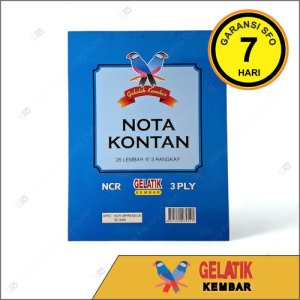 GARANSI SFO
7
HARI
Gelatik Kembar
NOTA
KONTAN
25 LEMBAR @ 3 RANGKAP
NCR
GELATIK
KEMBAR
3 PLY
GELATIK
KEMBAR